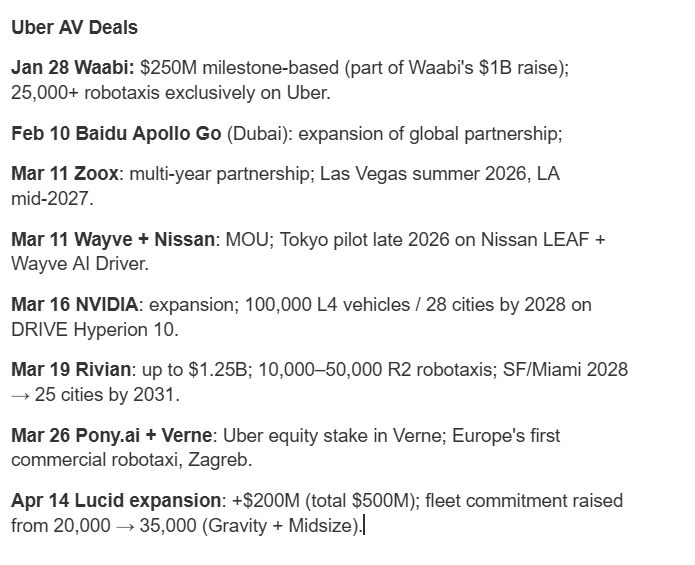 Uber AV Deals
Jan 28 Waabi: $250M milestone-based (part of Waabi's $1B raise);
25,000+ robotaxis exclusively on Uber.
Feb 10 Baidu Apollo Go (Dubai): expansion of global partnership;
Mar 11 Zoox: multi-year partnership; Las Vegas summer 2026, LA
mid-2027.
Mar 11 Wayve + Nissan: MOU; Tokyo pilot late 2026 on Nissan LEAF +
Wayve AI Driver.
Mar 16 NVIDIA: expansion; 100,000 L4 vehicles / 28 cities by 2028 on
DRIVE Hyperion 10.
Mar 19 Rivian: up to $1.25B; 10,000–50,000 R2 robotaxis; SF/Miami 2028
→ 25 cities by 2031.
Mar 26 Pony.ai + Verne: Uber equity stake in Verne; Europe's first
commercial robotaxi, Zagreb.
Apr 14 Lucid expansion: +$200M (total $500M); fleet commitment raised
from 20,000 → 35,000 (Gravity + Midsize).